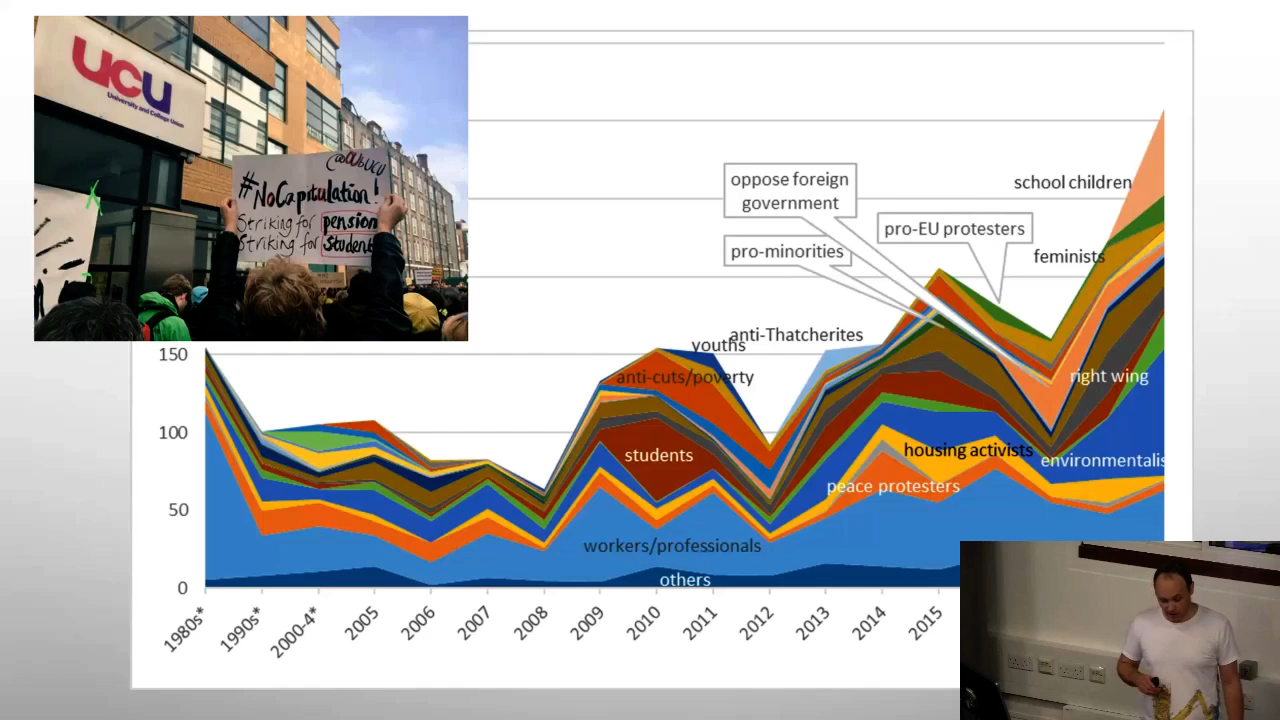 UCU
University and College Union
@QUBUCU
#NoCapitulation!
Striking for pension
Striking for Student
oppose foreign
government
pro-minorities
pro-EU protesters
school children
feminists
anti-Thatcherites
youths
anti-cuts/poverty
right wing
students
housing activists
environmentalis
peace protesters
workers/professionals
others
150
100
50
0
1980s*
1990s*
2000-4*
2005
2006
2007
2008
2009
2010
2011
2012
2013
2014
2015